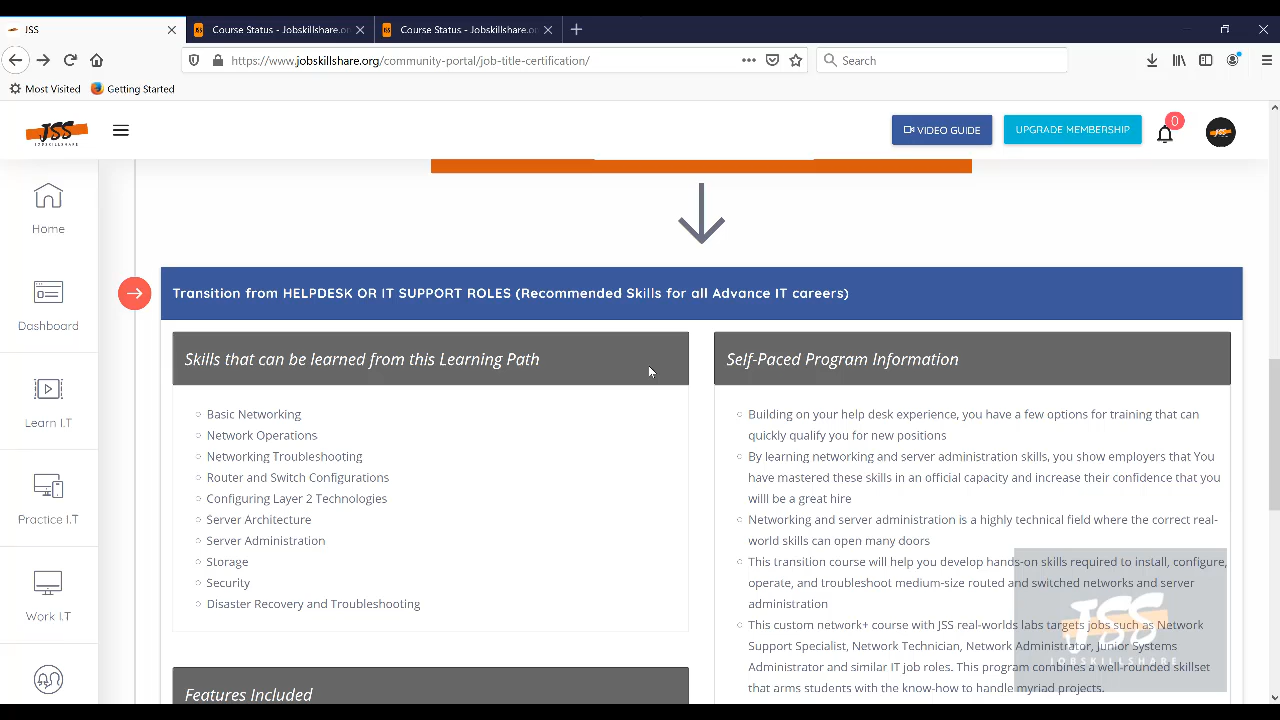 JSS
Course Status - Jobskillshare.org
Course Status - Jobskillshare.org
https://www.jobskillshare.org/community-portal/job-title-certification/
Search
Most Visited
Getting Started
JSS
JOBSKILLSHARE
VIDEO GUIDE
UPGRADE MEMBERSHIP
0
Home
Dashboard
Learn I.T
Practice I.T
Work I.T
Transition from HELPDESK OR IT SUPPORT ROLES (Recommended Skills for all Advance IT careers)
Skills that can be learned from this Learning Path
Basic Networking
Network Operations
Networking Troubleshooting
Router and Switch Configurations
Configuring Layer 2 Technologies
Server Architecture
Server Administration
Storage
Security
Disaster Recovery and Troubleshooting
Features Included
Self-Paced Program Information
Building on your help desk experience, you have a few options for training that can
quickly qualify you for new positions
By learning networking and server administration skills, you show employers that You
have mastered these skills in an official capacity and increase their confidence that you
willl be a great hire
Networking and server administration is a highly technical field where the correct real-
world skills can open many doors
This transition course will help you develop hands-on skills required to install, configure,
operate, and troubleshoot medium-size routed and switched networks and server
administration
This custom network+ course with JSS real-worlds labs targets jobs such as Network
Support Specialist, Network Technician, Network Administrator, Junior Systems
Administrator and similar IT job roles. This program combines a well-rounded skillset
that arms students with the know-how to handle myriad projects.
JSS
JOBSKILLSHARE